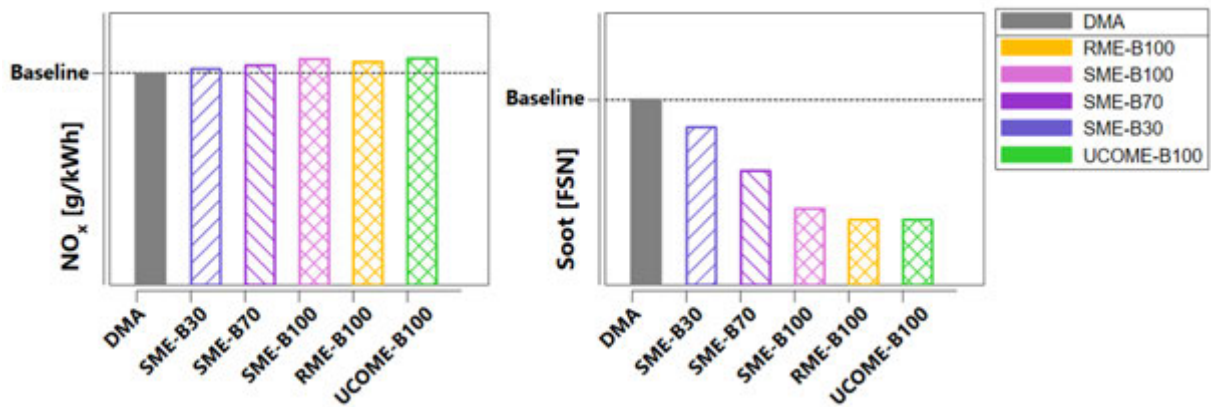 Baseline
NOx [g/kWh]
DMA
SME-B30
SME-B70
SME-B100
RME-B100
UCOME-B100
Baseline
Soot [FSN]
DMA
SME-B30
SME-B70
SME-B100
RME-B100
UCOME-B100
DMA
RME-B100
SME-B100
SME-B70
SME-B30
UCOME-B100